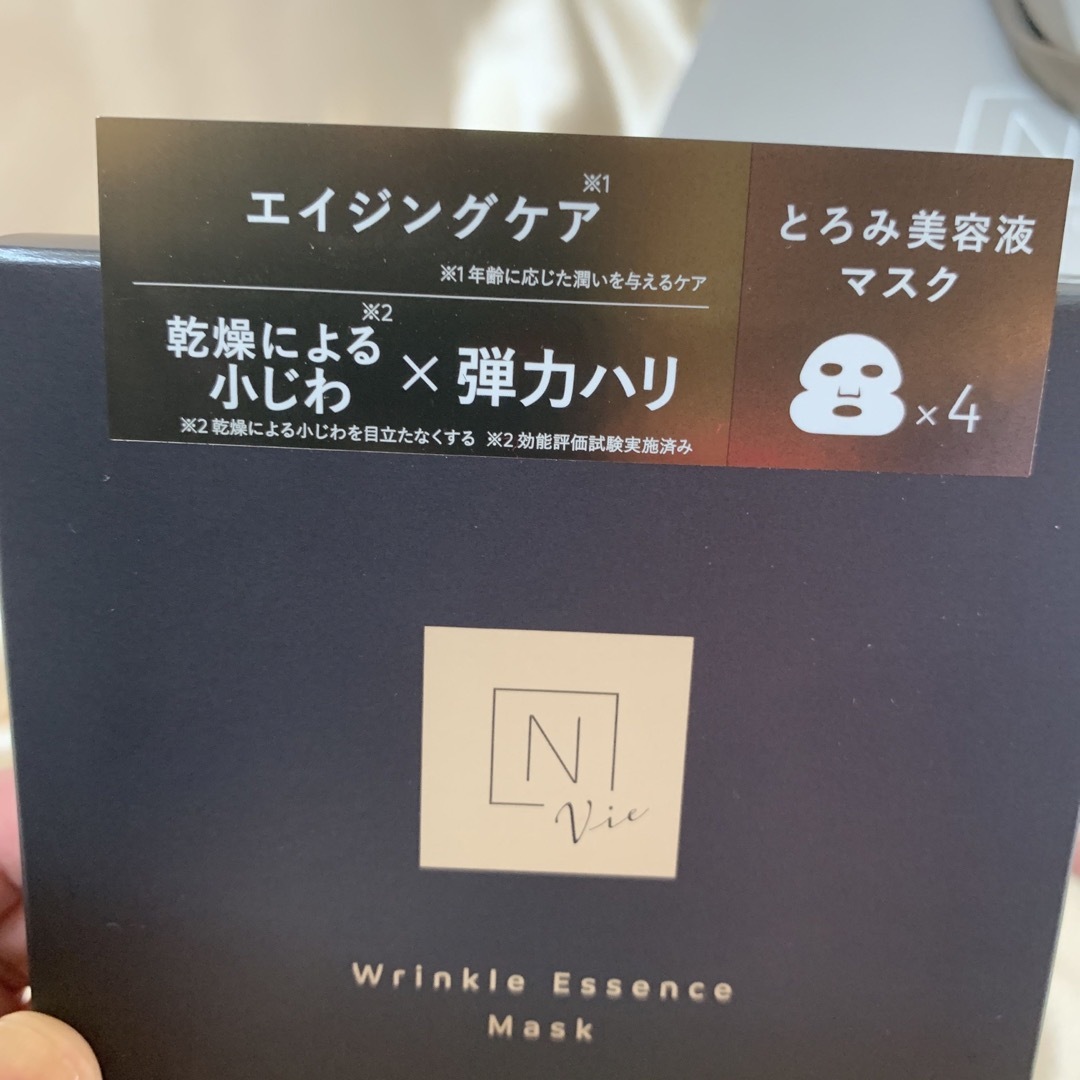 エイジングケア※1
※1 年齢に応じた潤いを与えるケア
乾燥による※2
小じわ × 弾力ハリ
※2 乾燥による小じわを目立たなくする ※2 効能評価試験実施済み
とろみ美容液
マスク
×4
N
Vie
Wrinkle Essence
Mask
N